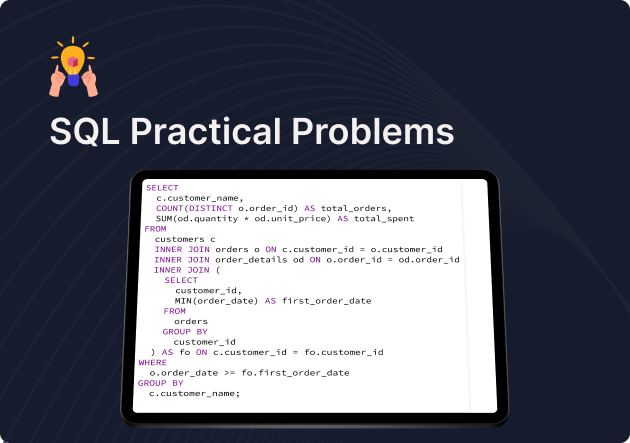 SQL Practical Problems
SELECT
c.customer_name,
COUNT(DISTINCT o.order_id) AS total_orders,
SUM(od.quantity * od.unit_price) AS total_spent
FROM
customers c
INNER JOIN orders o ON c.customer_id = o.customer_id
INNER JOIN order_details od ON o.order_id = od.order_id
INNER JOIN (
SELECT
customer_id,
MIN(order_date) AS first_order_date
FROM
orders
GROUP BY
customer_id
) AS fo ON c.customer_id = fo.customer_id
WHERE
o.order_date >= fo.first_order_date
GROUP BY
c.customer_name;